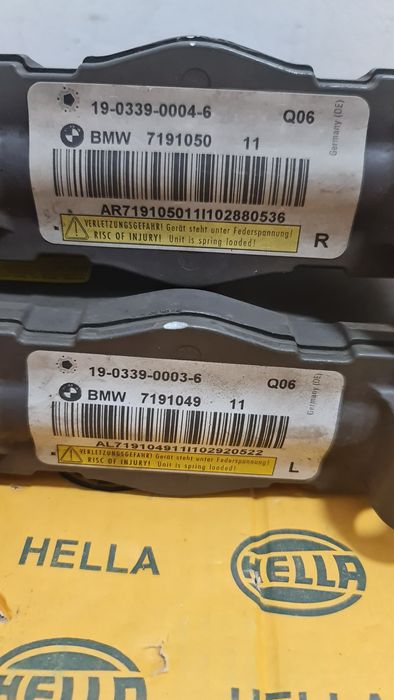 19-0339-0004-6 Q06
BMW 7191050 11
Germany (DE)
AR719105011I102880536
VERLETZUNGSGEFAHR! Gerät steht unter Federspannung!
RISC OF INJURY! Unit is spring loaded!
R
19-0339-0003-6 Q06
BMW 7191049 11
Germany (DE)
AL719104911I102920522
VERLETZUNGSGEFAHR! Gerät steht unter Federspannung!
RISC OF INJURY! Unit is spring loaded!
L
HELLA
HELLA
HELLA
HELLA